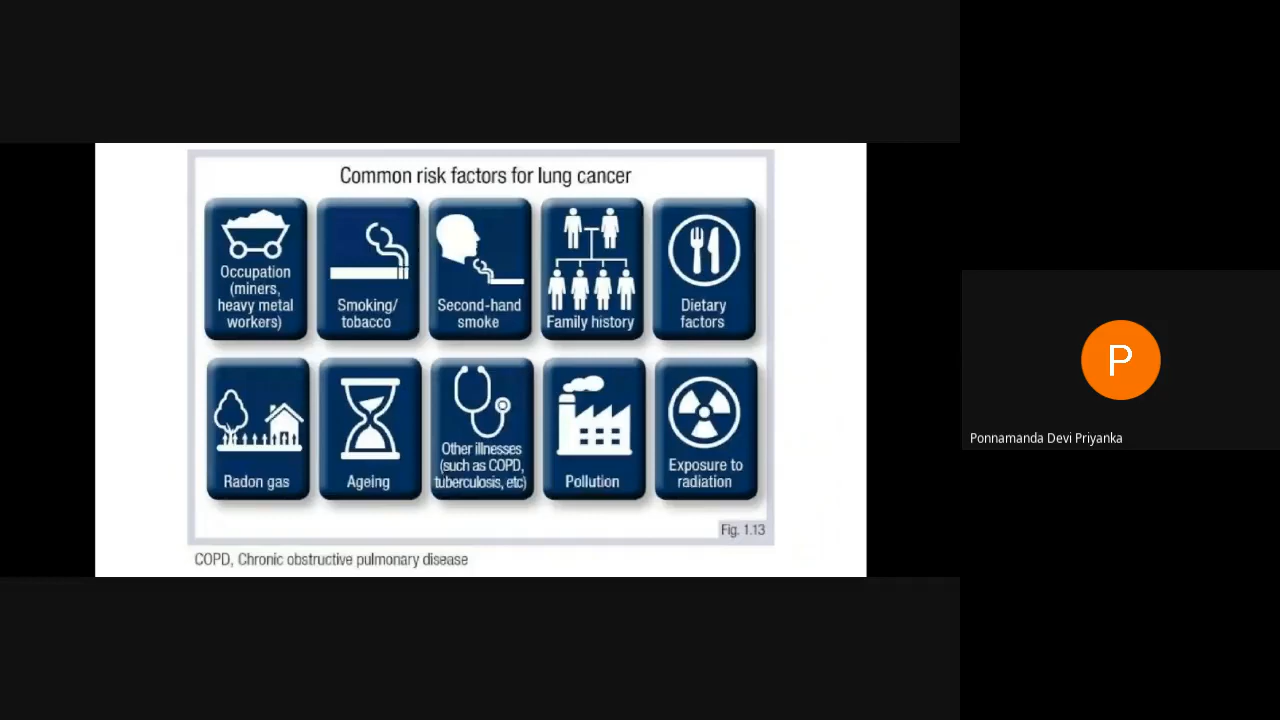 Common risk factors for lung cancer
Occupation
(miners,
heavy metal
workers)
Smoking/
tobacco
Second-hand
smoke
Family history
Dietary
factors
Radon gas
Ageing
Other illnesses
(such as COPD,
tuberculosis, etc)
Pollution
Exposure to
radiation
Fig. 1.13
COPD, Chronic obstructive pulmonary disease
P
Ponnamanda Devi Priyanka